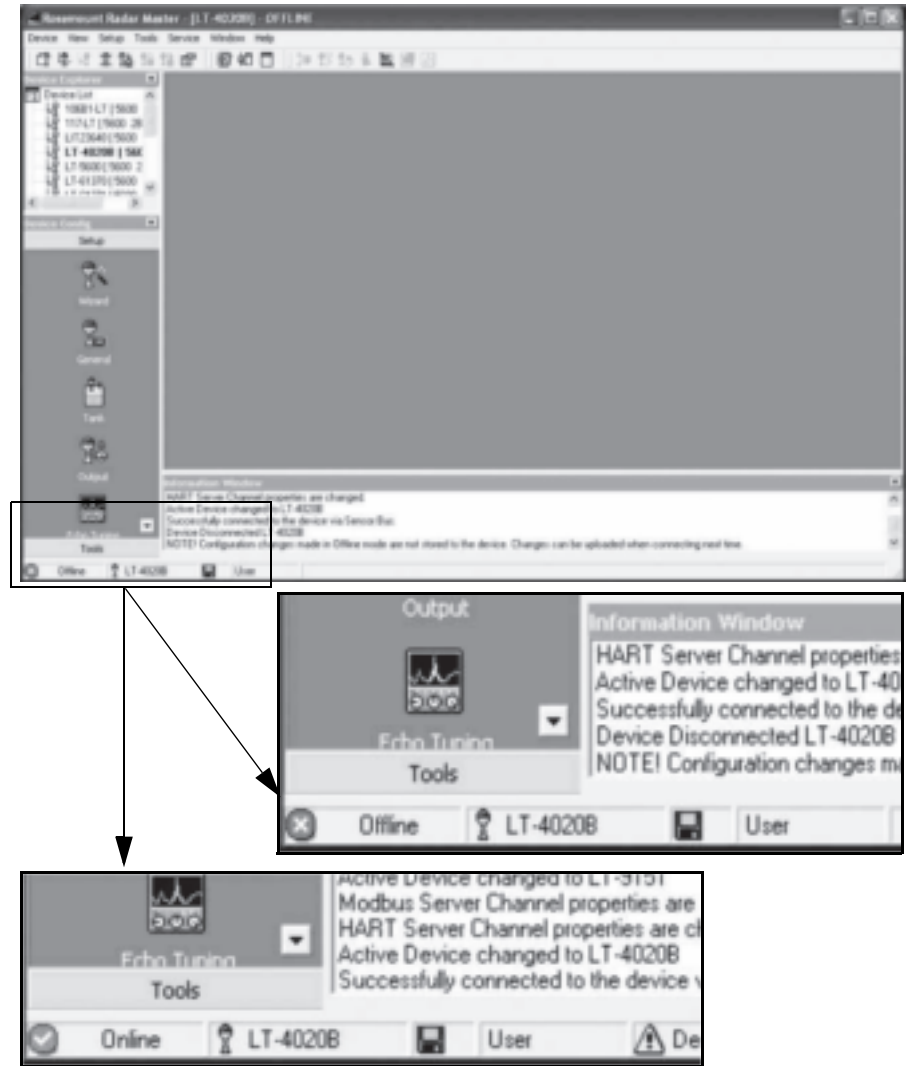 Rosemount Radar Master - [LT-4020B] - OFFLINE
Device View Setup Tools Service Window Help
Device Explorer
Device List
LT-4020B
Device Config
Setup
Wizard
General
Tank
Output
Echo Tuning
Tools
Information Window
HART Server Channel properties are changed
Active Device changed to LT-4020B
Successfully connected to the device via Sensor Bus
Device Disconnected LT-4020B
NOTE! Configuration changes made in Offline mode are not stored to the device. Changes can be uploaded when connecting next time.
Offline LT-4020B User
Output
Echo Tuning
Tools
Information Window
HART Server Channel properties
Active Device changed to LT-40
Successfully connected to the de
Device Disconnected LT-4020B
NOTE! Configuration changes ma
Offline LT-4020B User
Echo Tuning
Tools
Active Device changed to LT-9151
Modbus Server Channel properties are
HART Server Channel properties are ch
Active Device changed to LT-4020B
Successfully connected to the device v
Online LT-4020B User De